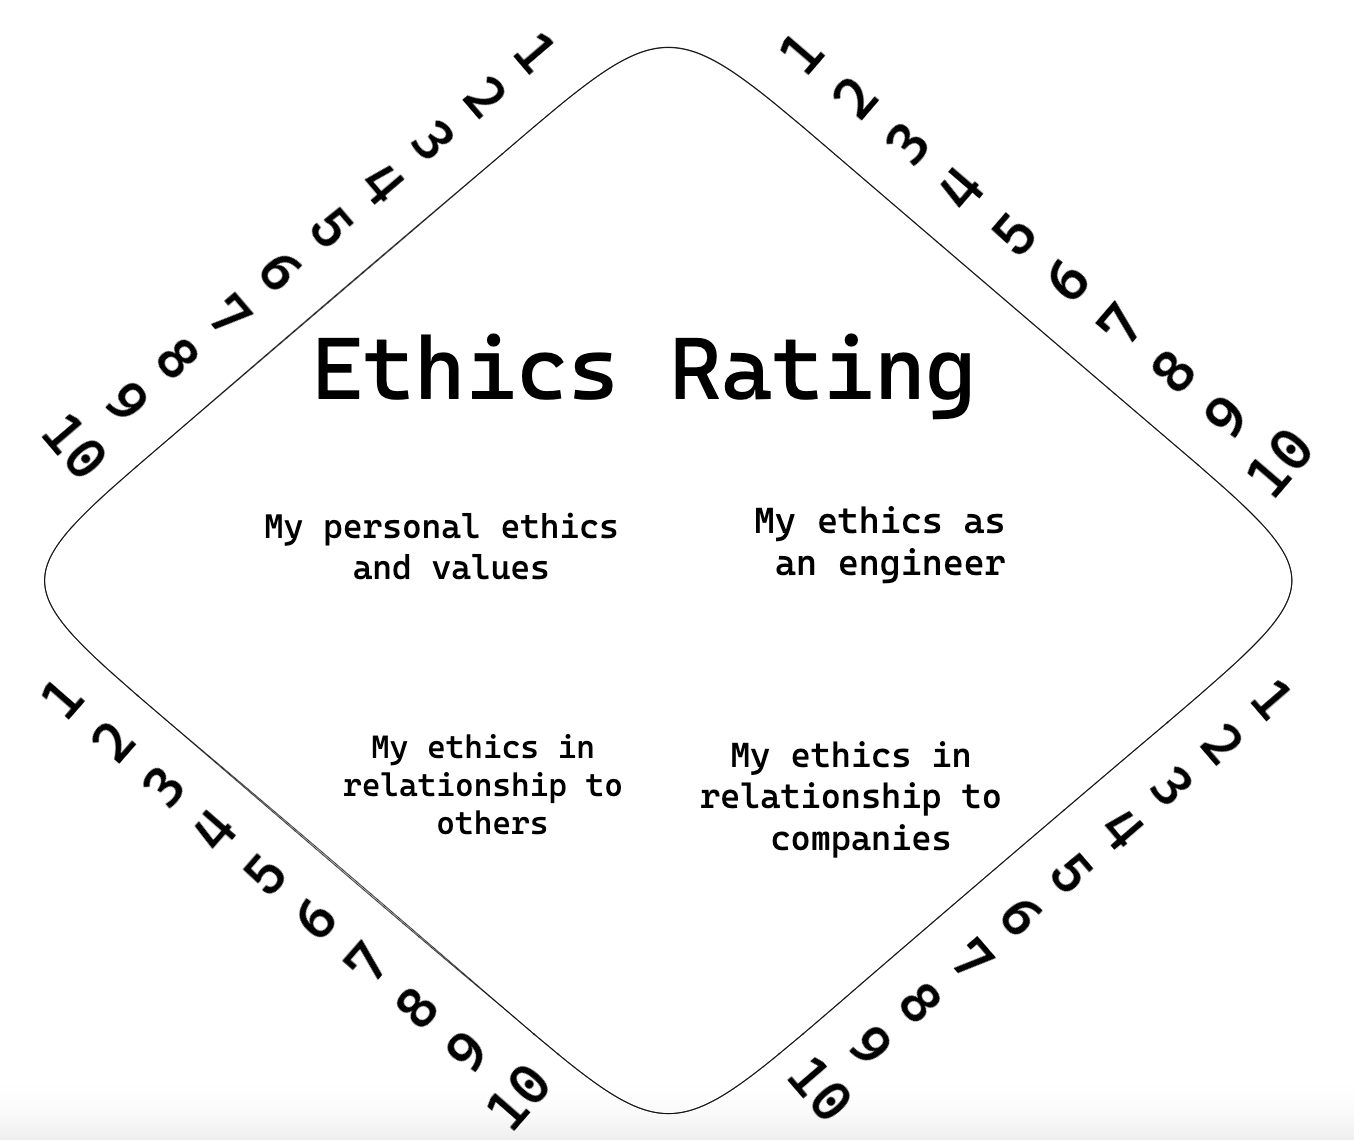 1 2 3 4 5 6 7 8 9 10
1 2 3 4 5 6 7 8 9 10
Ethics Rating
My personal ethics
and values
My ethics as
an engineer
My ethics in
relationship to
others
My ethics in
relationship to
companies
1 2 3 4 5 6 7 8 9 10
1 2 3 4 5 6 7 8 9 10